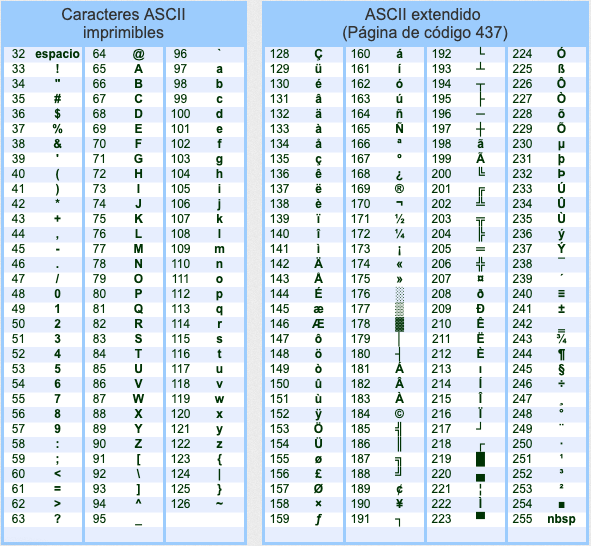 Caracteres ASCII
imprimibles
32 espacio 64 @ 96 `
33 ! 65 A 97 a
34 " 66 B 98 b
35 # 67 C 99 c
36 $ 68 D 100 d
37 % 69 E 101 e
38 & 70 F 102 f
39 ' 71 G 103 g
40 ( 72 H 104 h
41 ) 73 I 105 i
42 * 74 J 106 j
43 + 75 K 107 k
44 , 76 L 108 l
45 - 77 M 109 m
46 . 78 N 110 n
47 / 79 O 111 o
48 0 80 P 112 p
49 1 81 Q 113 q
50 2 82 R 114 r
51 3 83 S 115 s
52 4 84 T 116 t
53 5 85 U 117 u
54 6 86 V 118 v
55 7 87 W 119 w
56 8 88 X 120 x
57 9 89 Y 121 y
58 : 90 Z 122 z
59 ; 91 [ 123 {
60 < 92 \ 124 |
61 = 93 ] 125 }
62 > 94 ^ 126 ~
63 ? 95 _
ASCII extendido
(Página de código 437)
128 Ç 160 á 192 └ 224 Ó
129 ü 161 í 193 ┴ 225 ß
130 é 162 ó 194 ┬ 226 Ô
131 â 163 ú 195 ├ 227 Ò
132 ä 164 ñ 196 ─ 228 õ
133 à 165 Ñ 197 ┼ 229 Õ
134 å 166 ª 198 ã 230 µ
135 ç 167 º 199 Ã 231 þ
136 ê 168 ¿ 200 ╚ 232 Þ
137 ë 169 ® 201 ╔ 233 Ú
138 è 170 ¬ 202 ╩ 234 Û
139 ï 171 ½ 203 ╦ 235 Ù
140 î 172 ¼ 204 ╠ 236 ý
141 ì 173 ¡ 205 ═ 237 Ý
142 Ä 174 « 206 ╬ 238 ¯
143 Å 175 » 207 ¤ 239 ´
144 É 176 ░ 208 ð 240 ≡
145 æ 177 ▒ 209 Ð 241 ±
146 Æ 178 ▓ 210 Ê 242 ‗
147 ô 179 │ 211 Ë 243 ¾
148 ö 180 ┤ 212 È 244 ¶
149 ò 181 Á 213 ı 245 §
150 û 182 Â 214 Í 246 ÷
151 ù 183 À 215 Î 247 ¸
152 ÿ 184 © 216 Ï 248 °
153 Ö 185 ╣ 217 ┘ 249 ¨
154 Ü 186 ║ 218 ┌ 250 ·
155 ø 187 ╗ 219 █ 251 ¹
156 £ 188 ╝ 220 ▄ 252 ³
157 Ø 189 ¢ 221 ¦ 253 ²
158 × 190 ¥ 222 Ì 254 ■
159 ƒ 191 ┐ 223 ▀ 255 nbsp